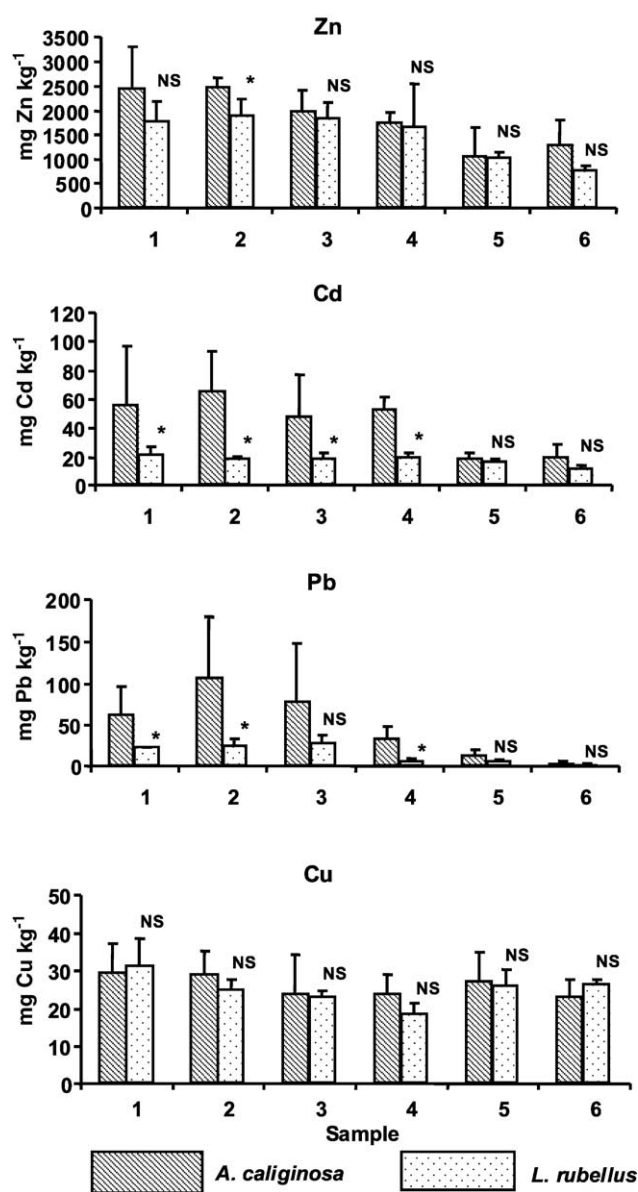 Zn
mg Zn kg⁻¹
3500
3000
2500
2000
1500
1000
500
0
NS
*
NS
NS
NS
NS
1 2 3 4 5 6
Cd
mg Cd kg⁻¹
120
100
80
60
40
20
0
*
*
*
*
NS
NS
1 2 3 4 5 6
Pb
mg Pb kg⁻¹
200
150
100
50
0
*
*
NS
*
NS
NS
1 2 3 4 5 6
Cu
mg Cu kg⁻¹
50
40
30
20
10
0
NS
NS
NS
NS
NS
NS
1 2 3 4 5 6
Sample
A. caliginosa
L. rubellus